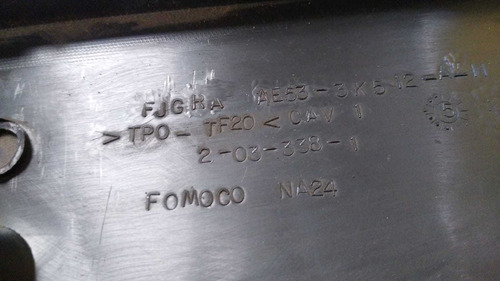 FJGRA AE53-3K512-
>TPO-TF20< CAV 1
2-03-338-1
FOMOCO NA24